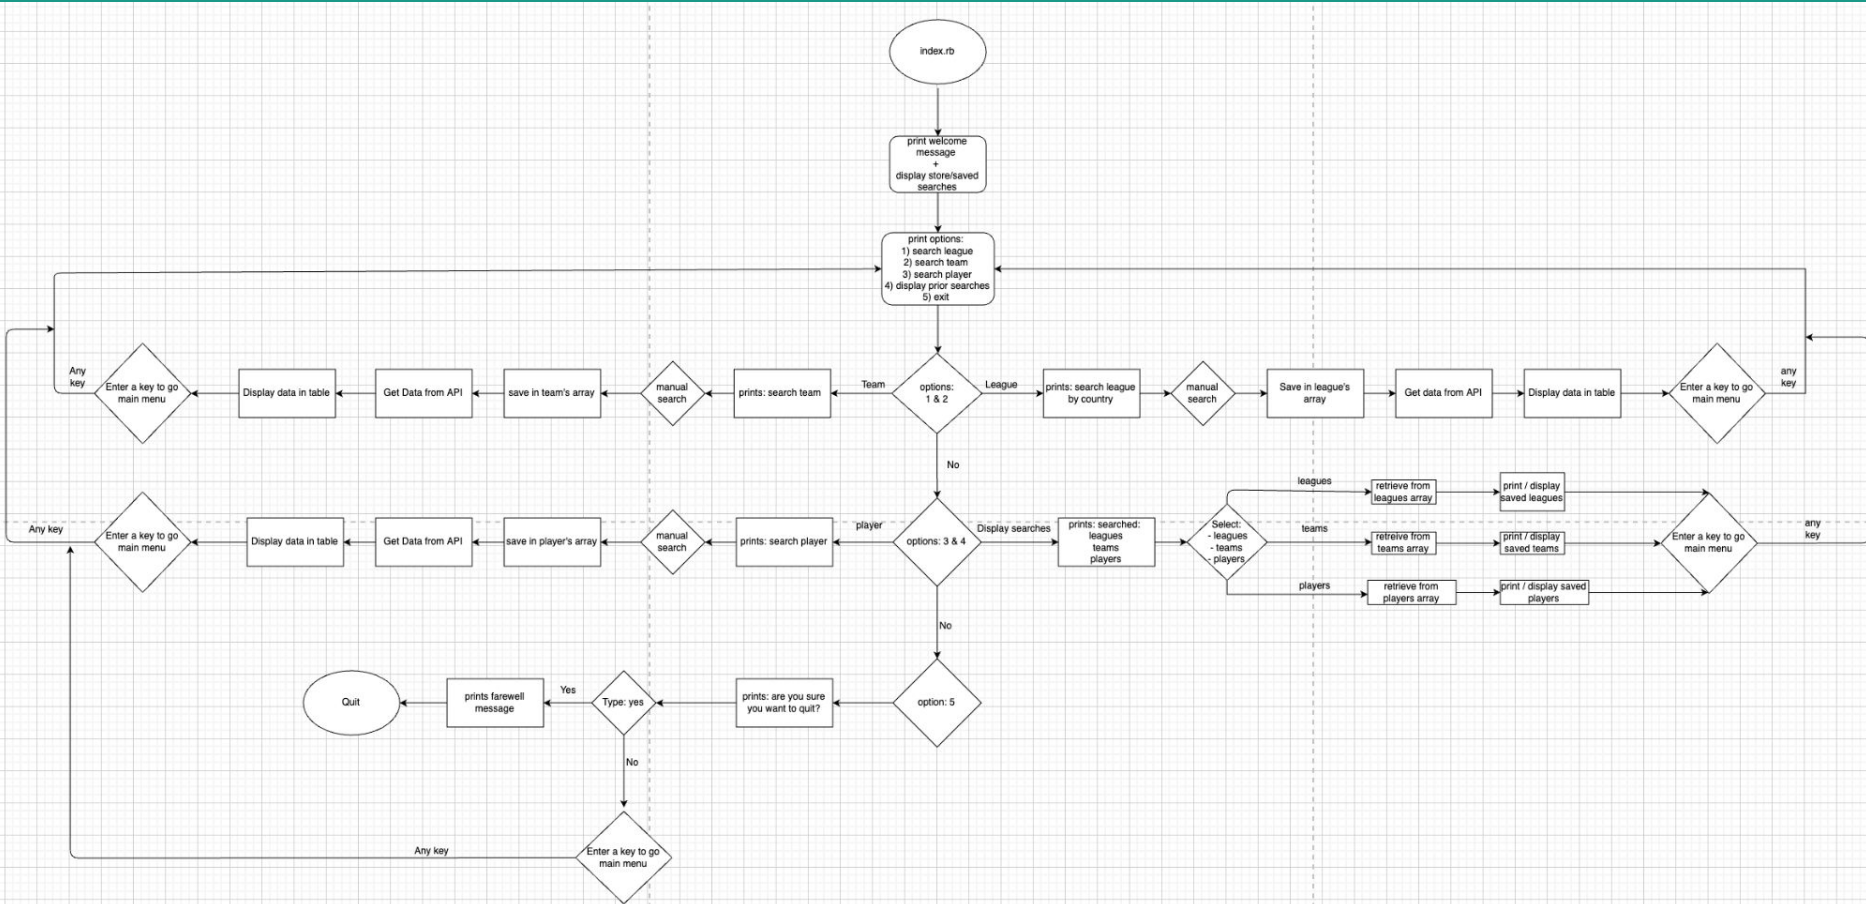 index.rb
print welcome
message
+
display store/saved
searches
print options:
1) search league
2) search team
3) search player
4) display prior searches
5) exit
Any
key
Enter a key to go
main menu
Display data in table
Get Data from API
save in team's array
manual
search
prints: search team
Team
options:
1 & 2
League
prints: search league
by country
manual
search
Save in league's
array
Get data from API
Display data in table
Enter a key to go
main menu
any
key
No
Any key
Enter a key to go
main menu
Display data in table
Get Data from API
save in player's array
manual
search
prints: search player
player
options: 3 & 4
Display searches
prints: searched:
leagues
teams
players
Select:
- leagues
- teams
- players
leagues
retrieve from
leagues array
print / display
saved leagues
teams
retreive from
teams array
print / display
saved teams
players
retrieve from
players array
print / display saved
players
Enter a key to go
main menu
any
key
No
Quit
prints farewell
message
Yes
Type: yes
prints: are you sure
you want to quit?
option: 5
No
Any key
Enter a key to go
main menu